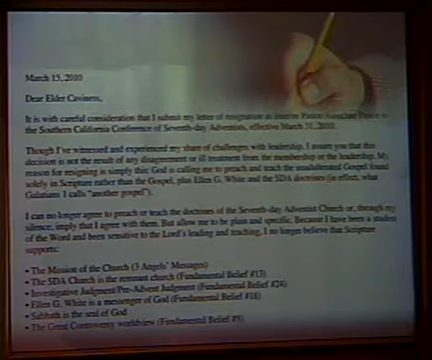 March 15, 2010
Dear Elder Caviness,
It is with careful consideration that I submit my letter of resignation as Interim Pastor/Associate Pastor in
the Southern California Conference of Seventh-day Adventists, effective March 31, 2010.
Though I've witnessed and experienced my share of challenges with leadership. I assure you that this
decision is not the result of any disagreement or ill treatment from the membership or the leadership. My
reason for resigning is simply this: God is calling me to preach and teach the unadulterated Gospel found
solely in Scripture rather than the Gospel, plus Ellen G. White and the SDA doctrines (in effect, what
Galatians 1 calls "another gospel").
I can no longer agree to preach or teach the doctrines of the Seventh-day Adventist Church or, through my
silence, imply that I agree with them. But allow me to be plain and specific. Because I have been a student
of the Word and been sensitive to the Lord's leading and teaching, I no longer believe that Scripture
supports:
• The Mission of the Church (3 Angels' Messages)
• The SDA Church is the remnant church (Fundamental Belief #13)
• Investigative Judgment/Pre-Advent Judgment (Fundamental Belief #24)
• Ellen G. White is a messenger of God (Fundamental Belief #18)
• Sabbath is the seal of God
• The Great Controversy worldview (Fundamental Belief #8)